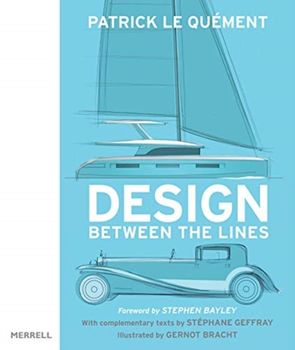 PATRICK LE QUÉMENT
DESIGN
BETWEEN THE LINES
Foreword by STEPHEN BAYLEY
With complementary texts by STÉPHANE GEFFRAY
Illustrated by GERNOT BRACHT
MERRELL